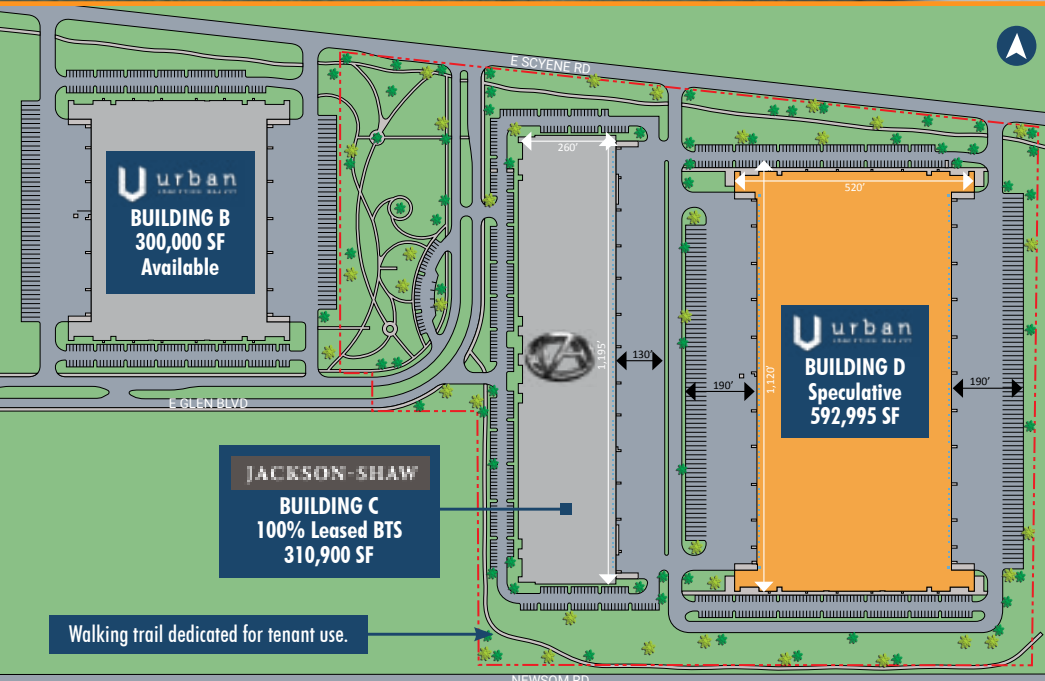 E SCYENE RD
urban
BUILDING B
300,000 SF
Available
260'
520'
1,195'
130'
190'
1,120'
urban
BUILDING D
Speculative
592,995 SF
190'
E GLEN BLVD
JACKSON-SHAW
BUILDING C
100% Leased BTS
310,900 SF
Walking trail dedicated for tenant use.
NEWSOM RD